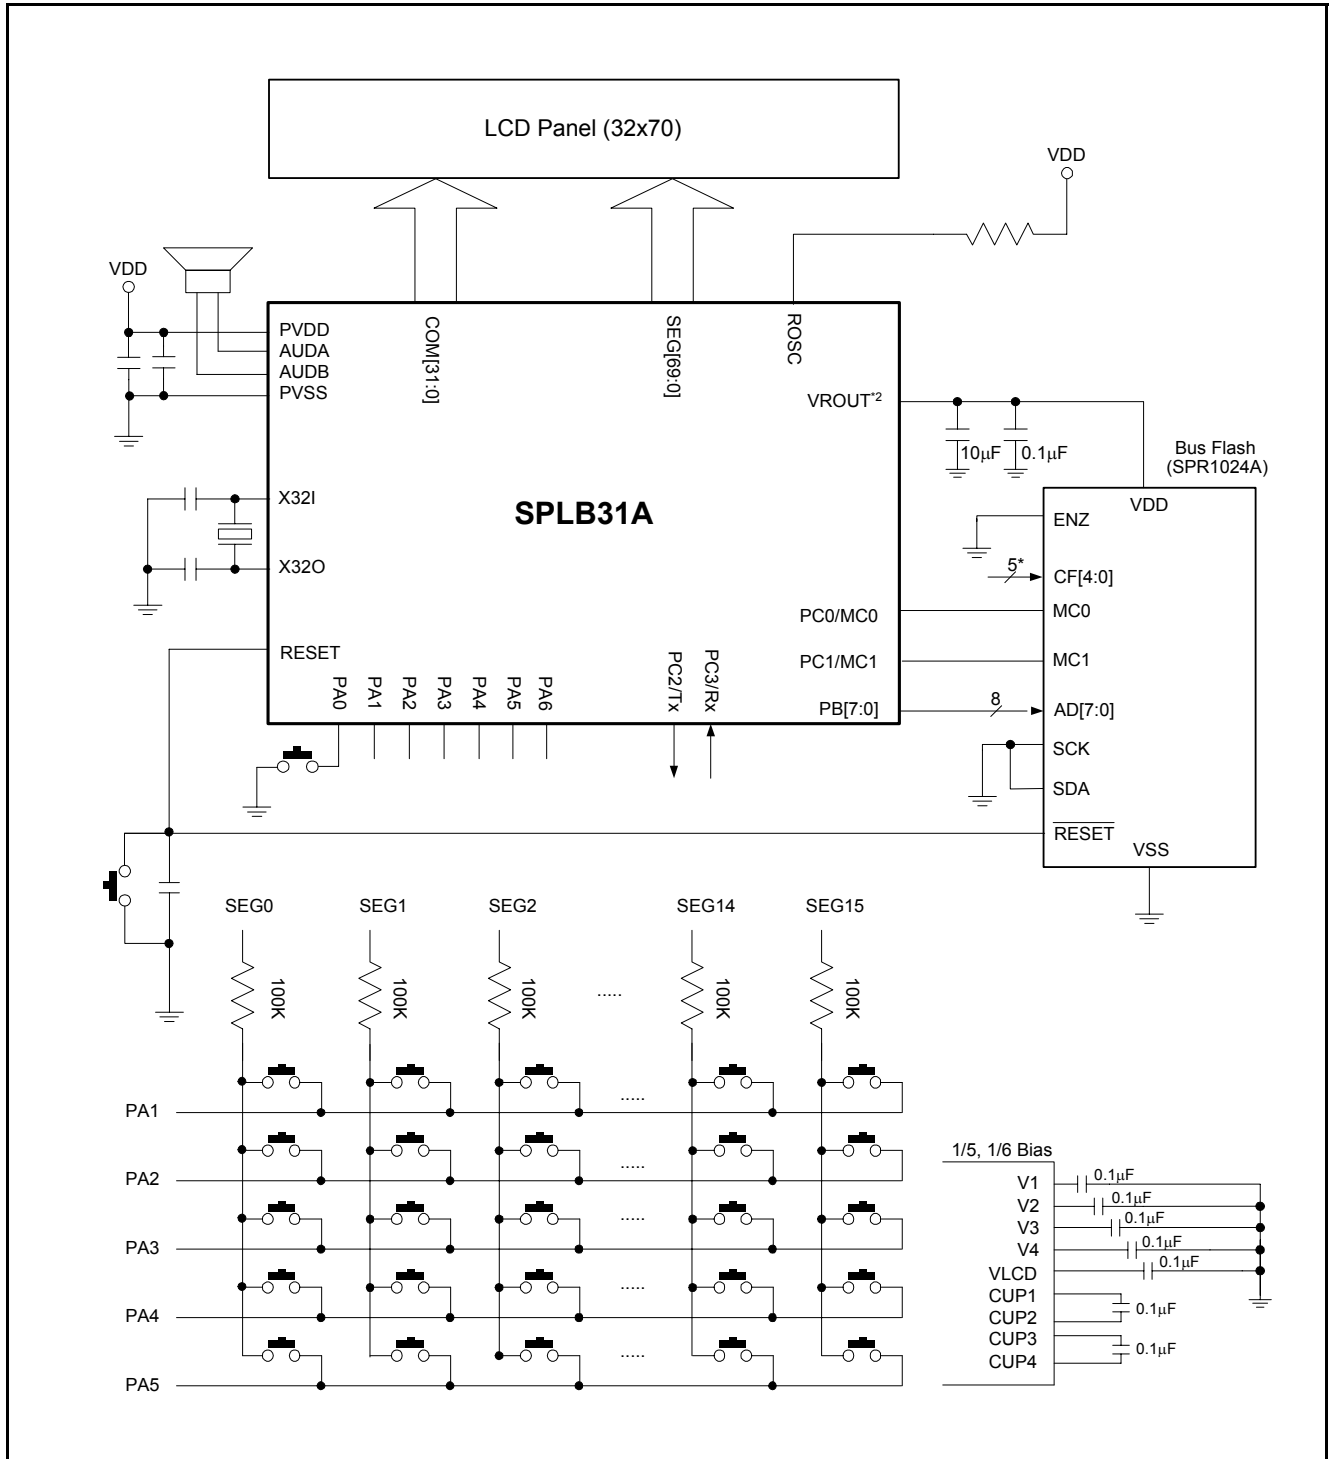 LCD Panel (32x70)
VDD
VDD
PVDD
AUDA
AUDB
PVSS
COM[31:0]
SEG[69:0]
ROSC
VROUT*2
10µF
0.1µF
Bus Flash
(SPR1024A)
VDD
X32I
SPLB31A
ENZ
X32O
5*
CF[4:0]
PC0/MC0
MC0
RESET
PC1/MC1
MC1
PA0
PA1
PA2
PA3
PA4
PA5
PA6
PC2/Tx
PC3/Rx
PB[7:0]
8
AD[7:0]
SCK
SDA
RESET
VSS
SEG0
SEG1
SEG2
SEG14
SEG15
100K
100K
100K
.....
100K
100K
.....
PA1
.....
PA2
.....
PA3
.....
PA4
.....
PA5
1/5, 1/6 Bias
V1
0.1µF
V2
0.1µF
V3
0.1µF
V4
0.1µF
VLCD
0.1µF
CUP1
0.1µF
CUP2
CUP3
0.1µF
CUP4